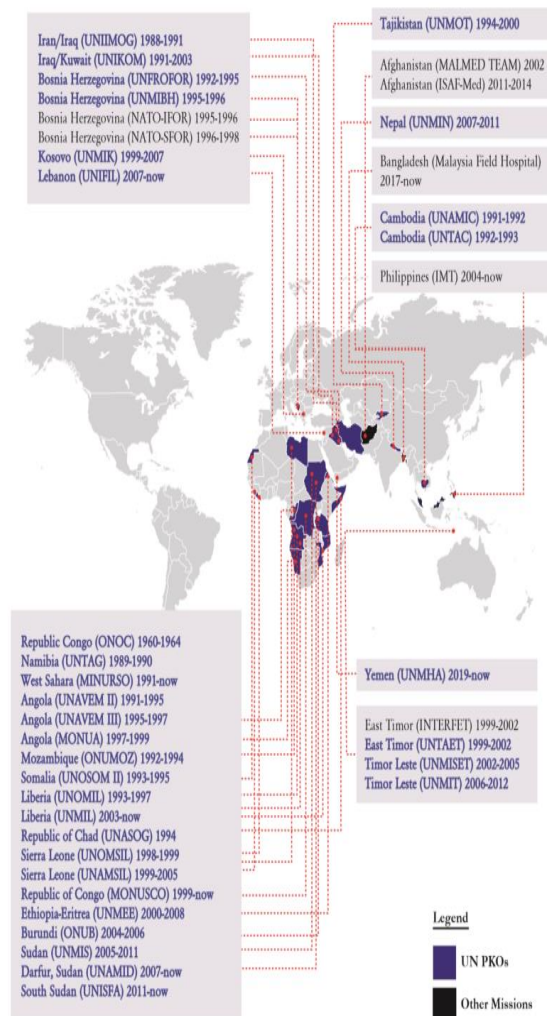 Iran/Iraq (UNIIMOG) 1988-1991
Iraq/Kuwait (UNIKOM) 1991-2003
Bosnia Herzegovina (UNFROFOR) 1992-1995
Bosnia Herzegovina (UNMIBH) 1995-1996
Bosnia Herzegovina (NATO-IFOR) 1995-1996
Bosnia Herzegovina (NATO-SFOR) 1996-1998
Kosovo (UNMIK) 1999-2007
Lebanon (UNIFIL) 2007-now
Tajikistan (UNMOT) 1994-2000
Afghanistan (MALMED TEAM) 2002
Afghanistan (ISAF-Med) 2011-2014
Nepal (UNMIN) 2007-2011
Bangladesh (Malaysia Field Hospital)
2017-now
Cambodia (UNAMIC) 1991-1992
Cambodia (UNTAC) 1992-1993
Philippines (IMT) 2004-now
Republic Congo (ONOC) 1960-1964
Namibia (UNTAG) 1989-1990
West Sahara (MINURSO) 1991-now
Angola (UNAVEM II) 1991-1995
Angola (UNAVEM III) 1995-1997
Angola (MONUA) 1997-1999
Mozambique (ONUMOZ) 1992-1994
Somalia (UNOSOM II) 1993-1995
Liberia (UNOMIL) 1993-1997
Liberia (UNMIL) 2003-now
Republic of Chad (UNASOG) 1994
Sierra Leone (UNOMSIL) 1998-1999
Sierra Leone (UNAMSIL) 1999-2005
Republic of Congo (MONUSCO) 1999-now
Ethiopia-Eritrea (UNMEE) 2000-2008
Burundi (ONUB) 2004-2006
Sudan (UNMIS) 2005-2011
Darfur, Sudan (UNAMID) 2007-now
South Sudan (UNISFA) 2011-now
Yemen (UNMHA) 2019-now
East Timor (INTERFET) 1999-2002
East Timor (UNTAET) 1999-2002
Timor Leste (UNMISET) 2002-2005
Timor Leste (UNMIT) 2006-2012
Legend
UN PKOs
Other Missions